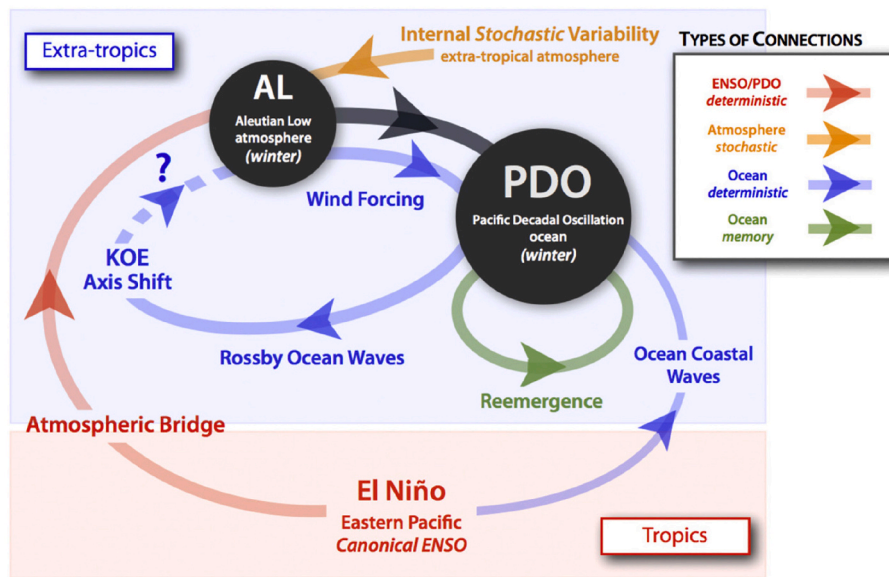 Extra-tropics
Internal Stochastic Variability
extra-tropical atmosphere
TYPES OF CONNECTIONS
ENSO/PDO
deterministic
Atmosphere
stochastic
Ocean
deterministic
Ocean
memory
AL
Aleutian Low
atmosphere
(winter)
PDO
Pacific Decadal Oscillation
ocean
(winter)
?
Wind Forcing
KOE
Axis Shift
Rossby Ocean Waves
Reemergence
Ocean Coastal
Waves
Atmospheric Bridge
El Niño
Eastern Pacific
Canonical ENSO
Tropics